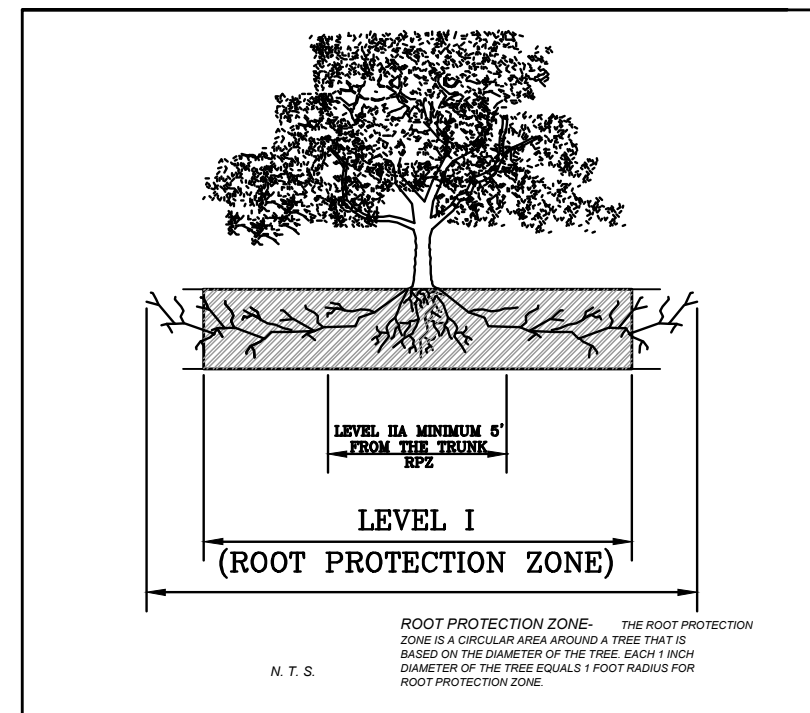 LEVEL IIA MINIMUM 5'
FROM THE TRUNK
RPZ
LEVEL I
(ROOT PROTECTION ZONE)
ROOT PROTECTION ZONE- THE ROOT PROTECTION
ZONE IS A CIRCULAR AREA AROUND A TREE THAT IS
BASED ON THE DIAMETER OF THE TREE. EACH 1 INCH
DIAMETER OF THE TREE EQUALS 1 FOOT RADIUS FOR
ROOT PROTECTION ZONE.
N. T. S.